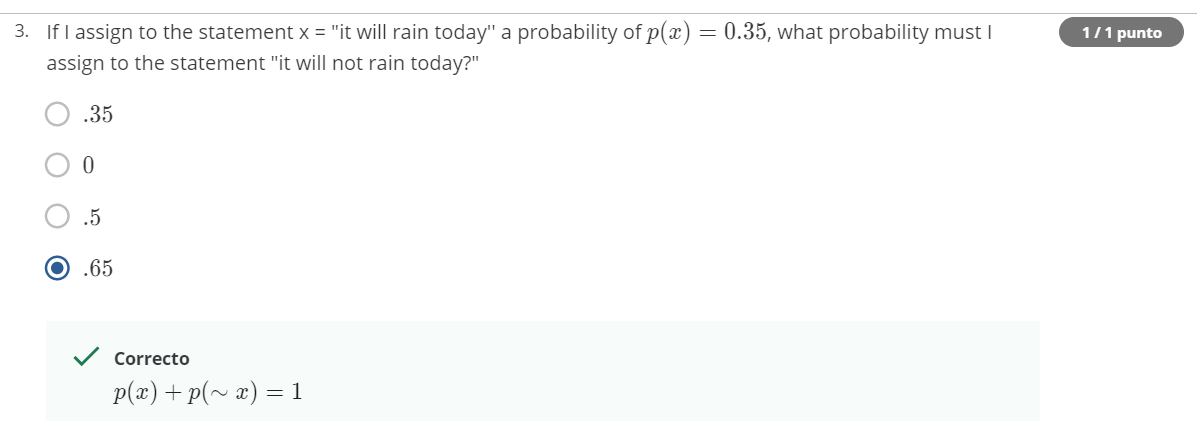 3. If I assign to the statement x = "it will rain today'' a probability of p(x) = 0.35, what probability must I
assign to the statement "it will not rain today?"
1 / 1 punto
.35
0
.5
.65
Correcto
p(x) + p(∼ x) = 1